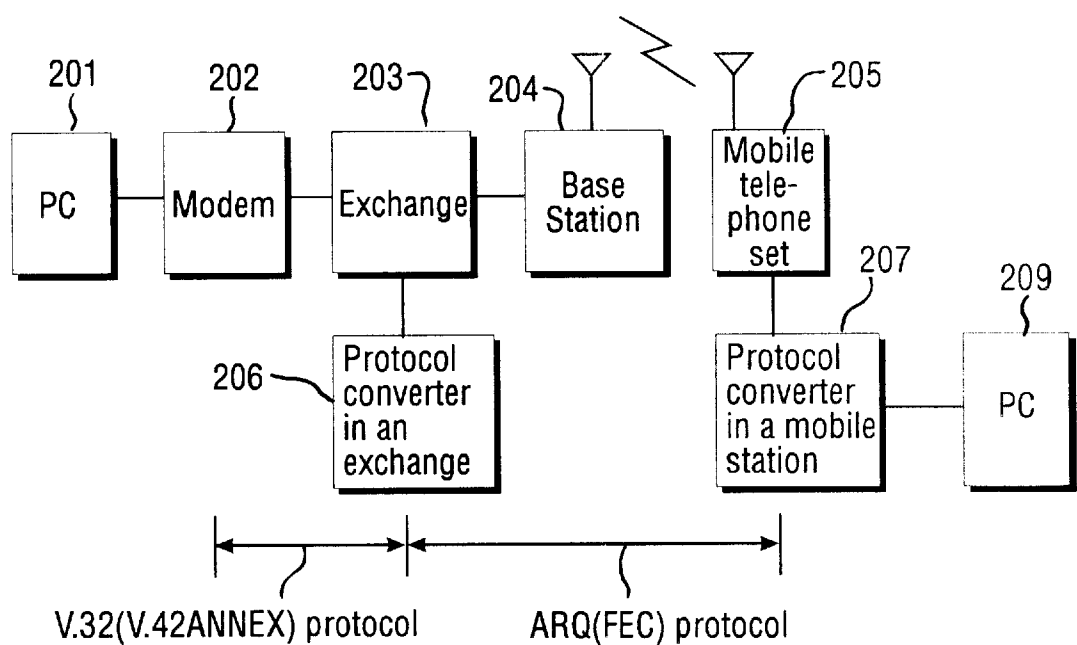 201
202
203
204
205
PC
Modem
Exchange
Base
Station
Mobile
tele-
phone
set
206
Protocol
converter
in an
exchange
207
Protocol
converter
in a mobile
station
209
PC
V.32(V.42ANNEX) protocol
ARQ(FEC) protocol